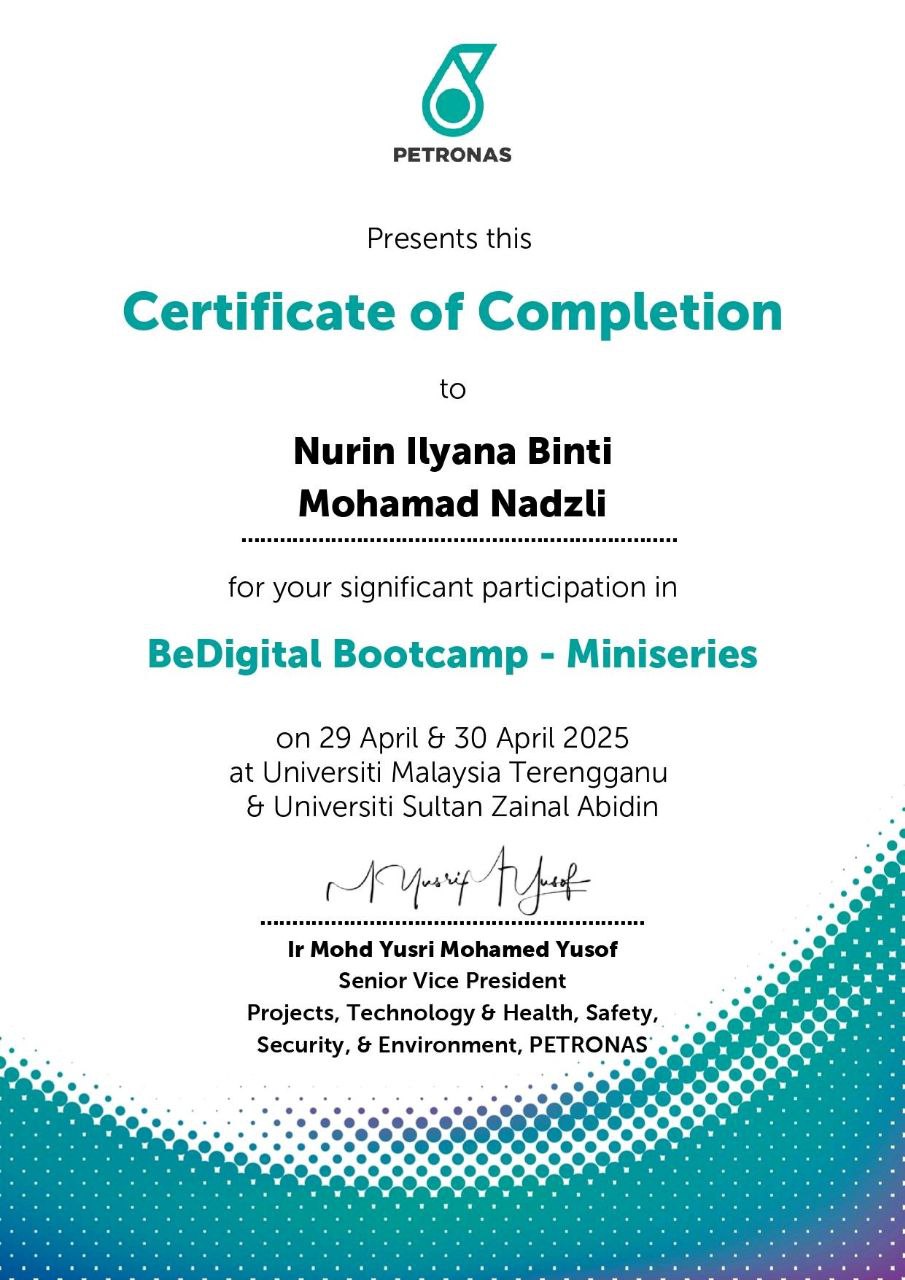 PETRONAS
Presents this
Certificate of Completion
to
Nurin Ilyana Binti
Mohamad Nadzli
for your significant participation in
BeDigital Bootcamp - Miniseries
on 29 April & 30 April 2025
at Universiti Malaysia Terengganu
& Universiti Sultan Zainal Abidin
Ir Mohd Yusri Mohamed Yusof
Senior Vice President
Projects, Technology & Health, Safety,
Security, & Environment, PETRONAS